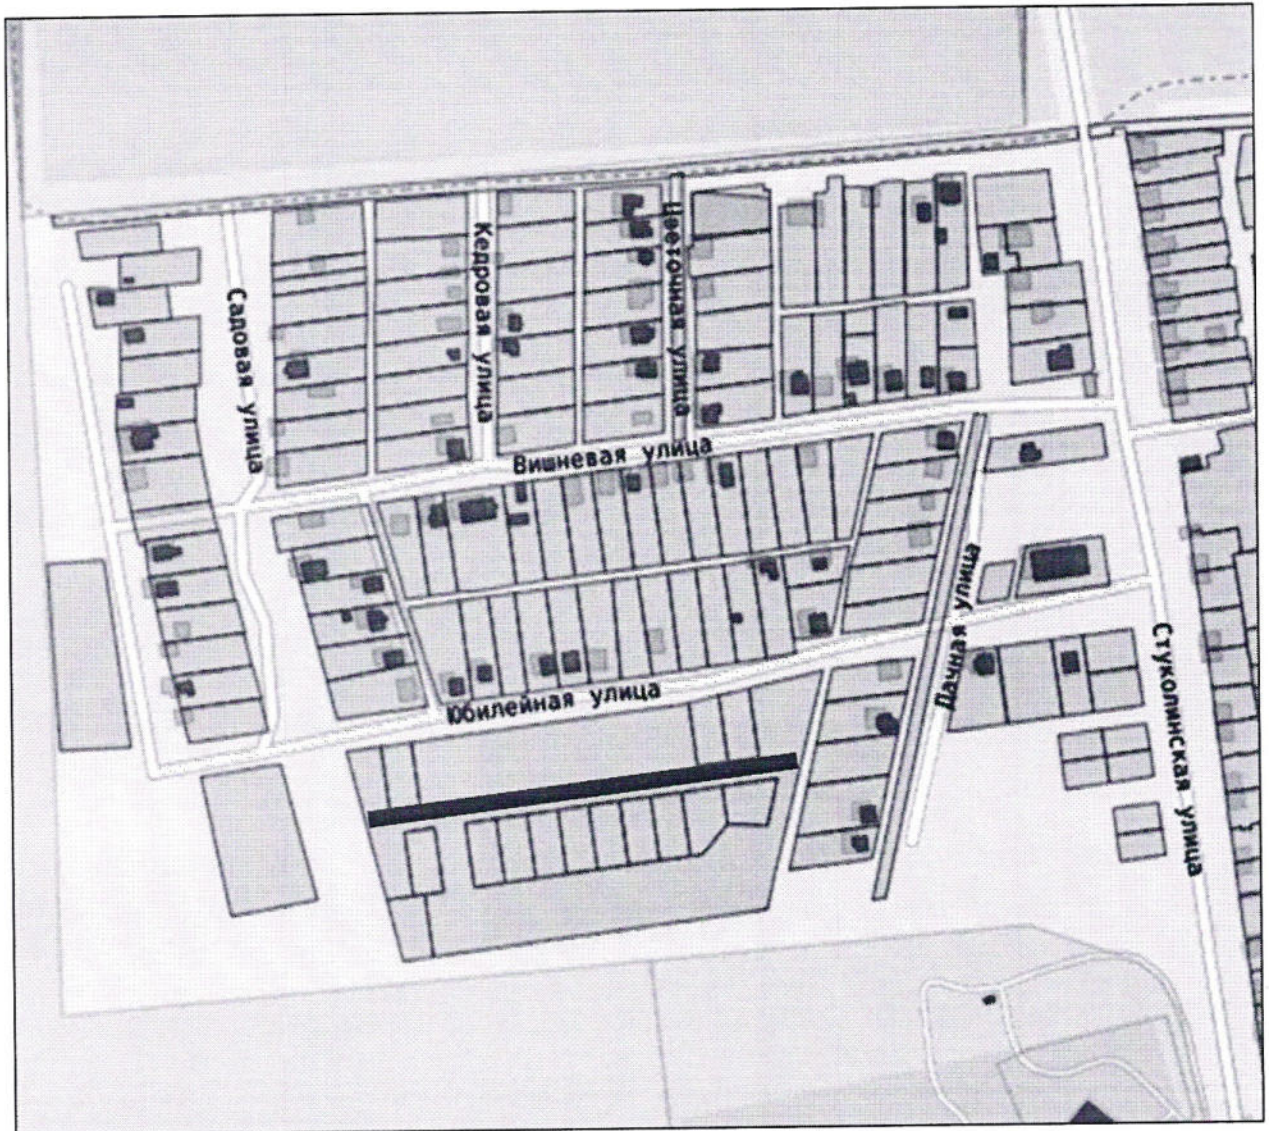 Садовая улица
Кедровая улица
Цветочная улица
Вишневая улица
Юбилейная улица
Дачная улица
Стуколинская улица